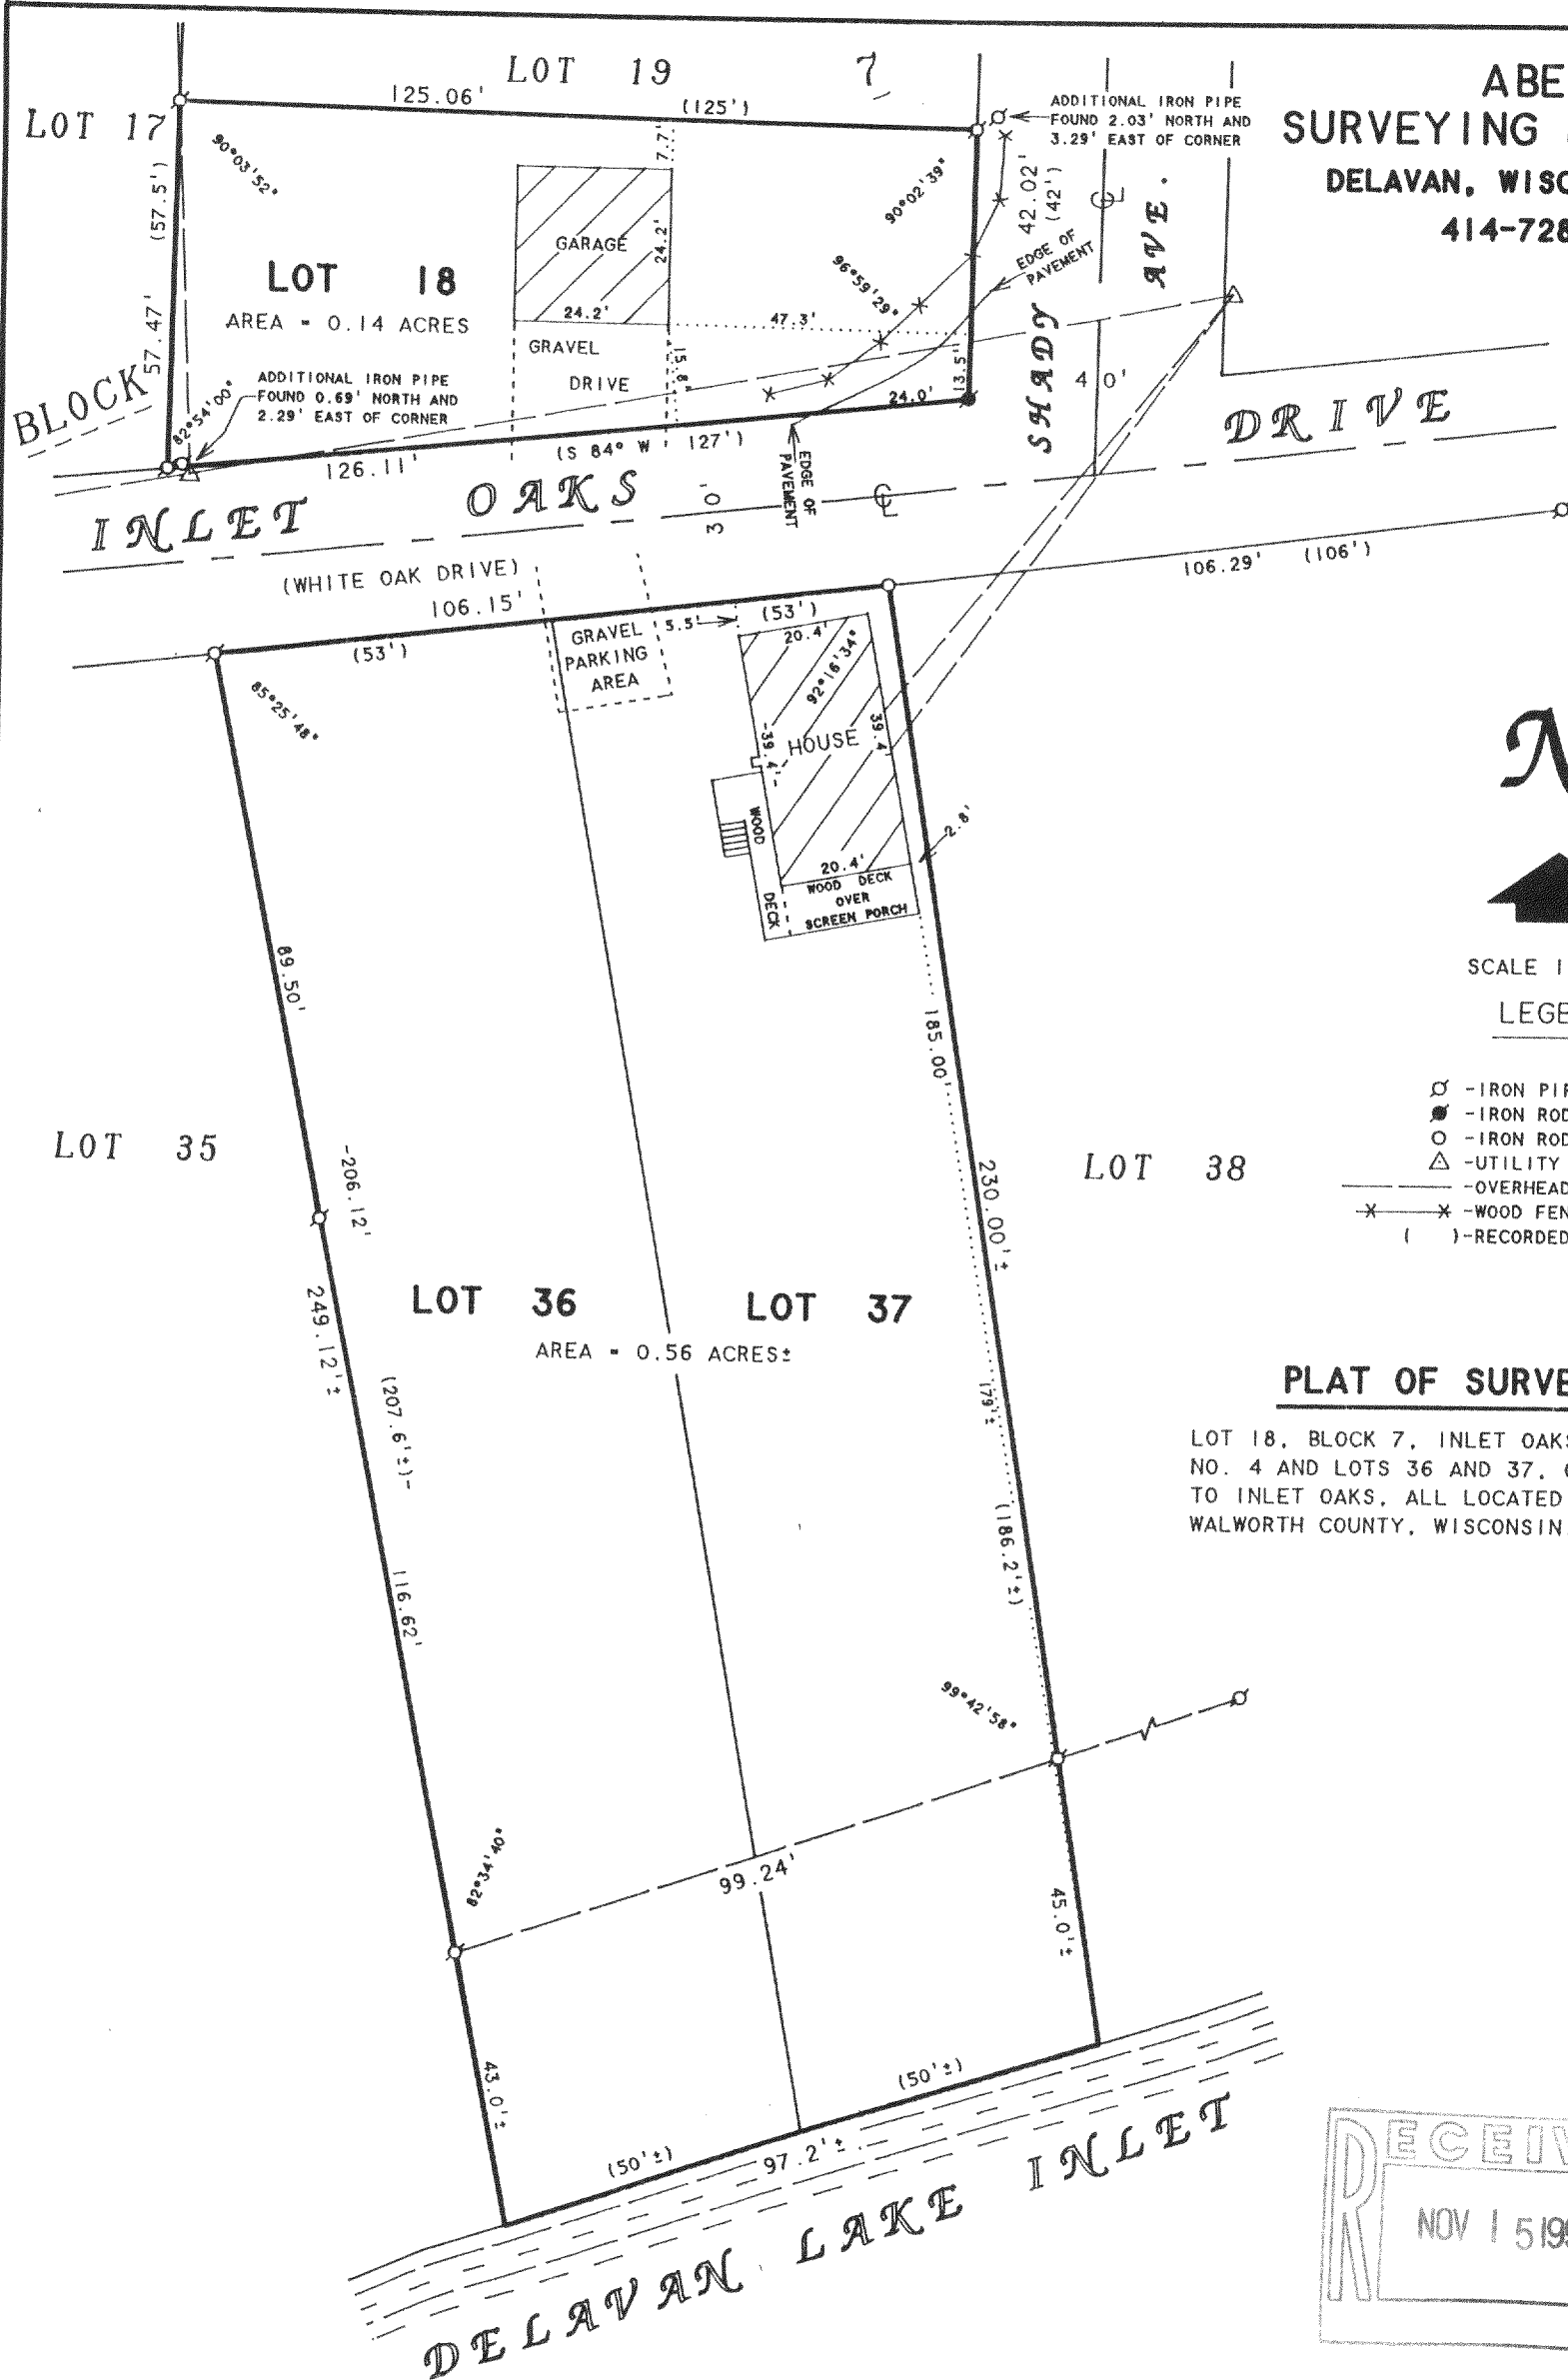 LOT 19 7
125.06'
(125')
LOT 17
90°03'52"
7.7'
ADDITIONAL IRON PIPE
FOUND 2.03' NORTH AND
3.29' EAST OF CORNER
ABE
SURVEYING
DELAVAN, WISC
414-728
57.47'
(57.5')
GARAGE
24.2'
24.2'
90°02'39"
42.02'
(42')
EDGE OF
PAVEMENT
96°59'29"
LOT 18
AREA = 0.14 ACRES
47.3'
GRAVEL
DRIVE
15.8'
13.5'
24.0'
SHADY AVE.
40'
BLOCK
82°54'00"
ADDITIONAL IRON PIPE
FOUND 0.69' NORTH AND
2.29' EAST OF CORNER
126.11'
(S 84° W 127')
EDGE OF
PAVEMENT
INLET OAKS DRIVE
30'
(WHITE OAK DRIVE)
106.15'
106.29' (106')
(53')
(53')
GRAVEL
PARKING
AREA
5.5'
20.4'
92°16'34"
85°25'48"
39.4'
39.4'
HOUSE
WOOD
DECK
20.4'
2.8'
WOOD DECK
OVER
SCREEN PORCH
N
SCALE 1
LEGE
-IRON PIP
-IRON ROD
-IRON ROD
-UTILITY
-OVERHEAD
-WOOD FEN
( )-RECORDED
89.50'
185.00'
LOT 35
206.12'
230.00'±
LOT 38
249.12'±
LOT 36 LOT 37
AREA = 0.56 ACRES±
(207.6'±)
179'±
(186.2'±)
PLAT OF SURVE
LOT 18, BLOCK 7, INLET OAKS
NO. 4 AND LOTS 36 AND 37,
TO INLET OAKS, ALL LOCATED
WALWORTH COUNTY, WISCONSIN
116.62'
99°42'58"
82°34'40"
99.24'
45.0'±
43.0'±
(50'±)
(50'±)
97.2'±
DELAVAN LAKE INLET
RECEIV
NOV 15 199